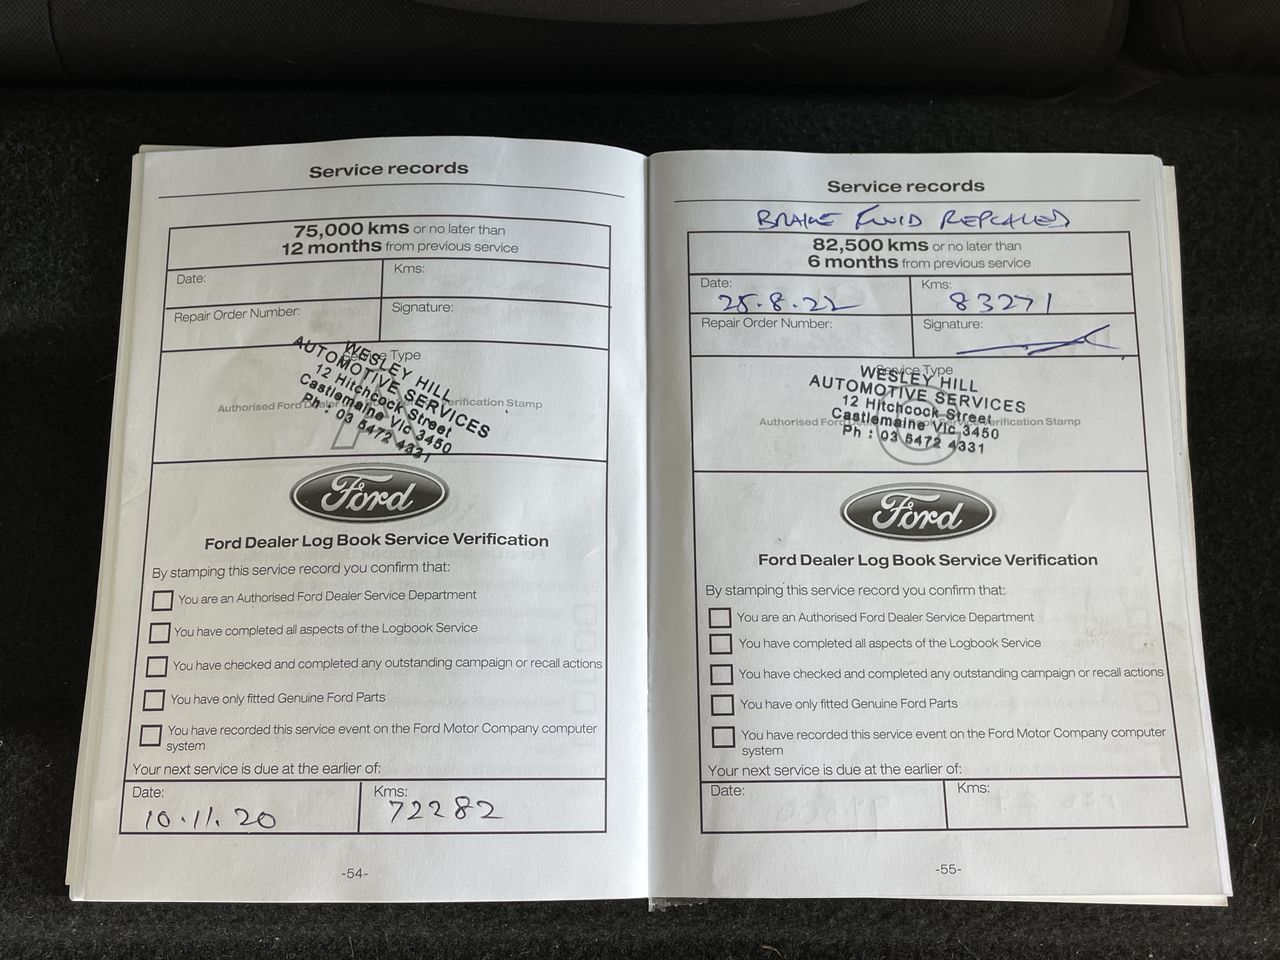 Service records
75,000 kms or no later than
12 months from previous service
Date:
Kms:
Repair Order Number:
Signature:
Service Type
Authorised Ford Dealer Verification Stamp
A
WESLEY HILL
AUTOMOTIVE SERVICES
12 Hitchcock Street
Castlemaine Vic 3450
Ph : 03 5472 4331
Ford
Ford Dealer Log Book Service Verification
By stamping this service record you confirm that:
You are an Authorised Ford Dealer Service Department
You have completed all aspects of the Logbook Service
You have checked and completed any outstanding campaign or recall actions
You have only fitted Genuine Ford Parts
You have recorded this service event on the Ford Motor Company computer
system
Your next service is due at the earlier of:
Date:
10.11.20
Kms:
72282
-54-
Service records
BRAKE FLUID REPCALED
82,500 kms or no later than
6 months from previous service
Date:
25.8.22
Kms:
83271
Repair Order Number:
Signature:
Service Type
Authorised Ford Verification Stamp
WESLEY HILL
AUTOMOTIVE SERVICES
12 Hitchcock Street
Castlemaine Vic 3450
Ph : 03 5472 4331
Ford
Ford Dealer Log Book Service Verification
By stamping this service record you confirm that:
You are an Authorised Ford Dealer Service Department
You have completed all aspects of the Logbook Service
You have checked and completed any outstanding campaign or recall actions
You have only fitted Genuine Ford Parts
You have recorded this service event on the Ford Motor Company computer
system
Your next service is due at the earlier of:
Date:
Kms:
-55-